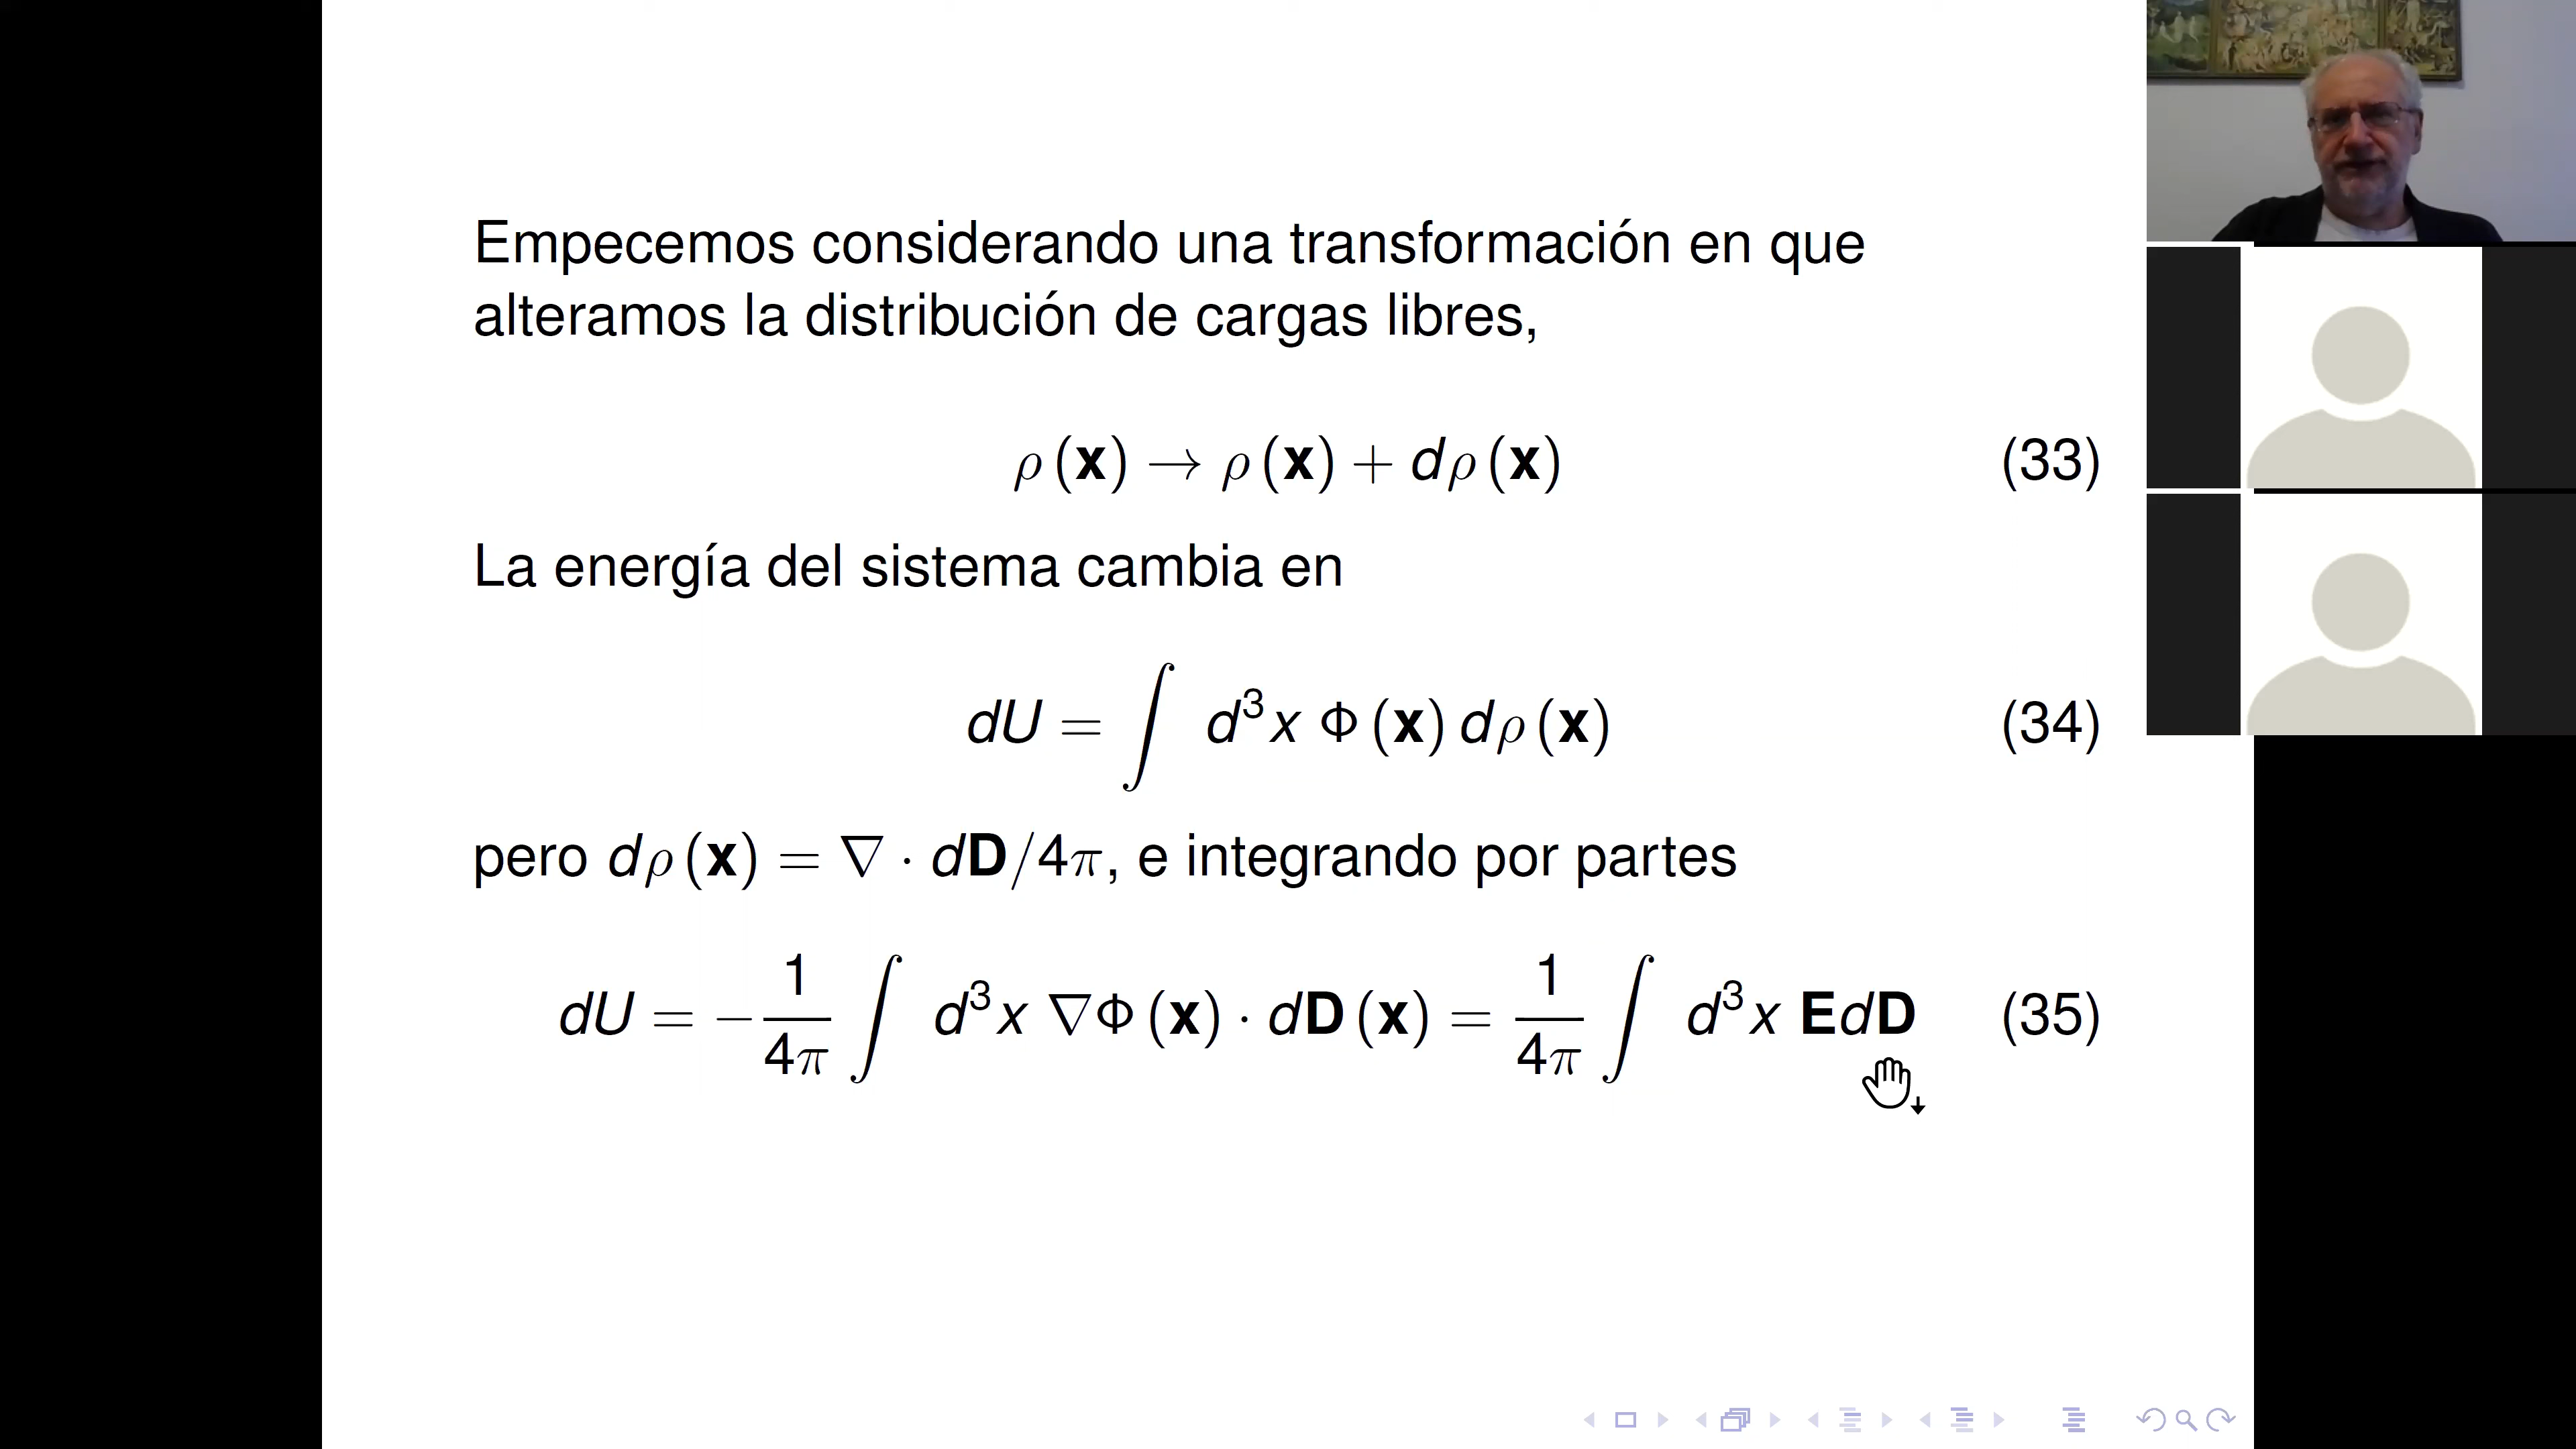 Empecemos considerando una transformación en que
alteramos la distribución de cargas libres,
ρ (x) → ρ (x) + dρ (x) (33)
La energía del sistema cambia en
dU = ∫ d³x Φ (x) dρ (x) (34)
pero dρ (x) = ∇ · dD/4π, e integrando por partes
dU = − 1/4π ∫ d³x ∇Φ (x) · dD (x) = 1/4π ∫ d³x EdD (35)